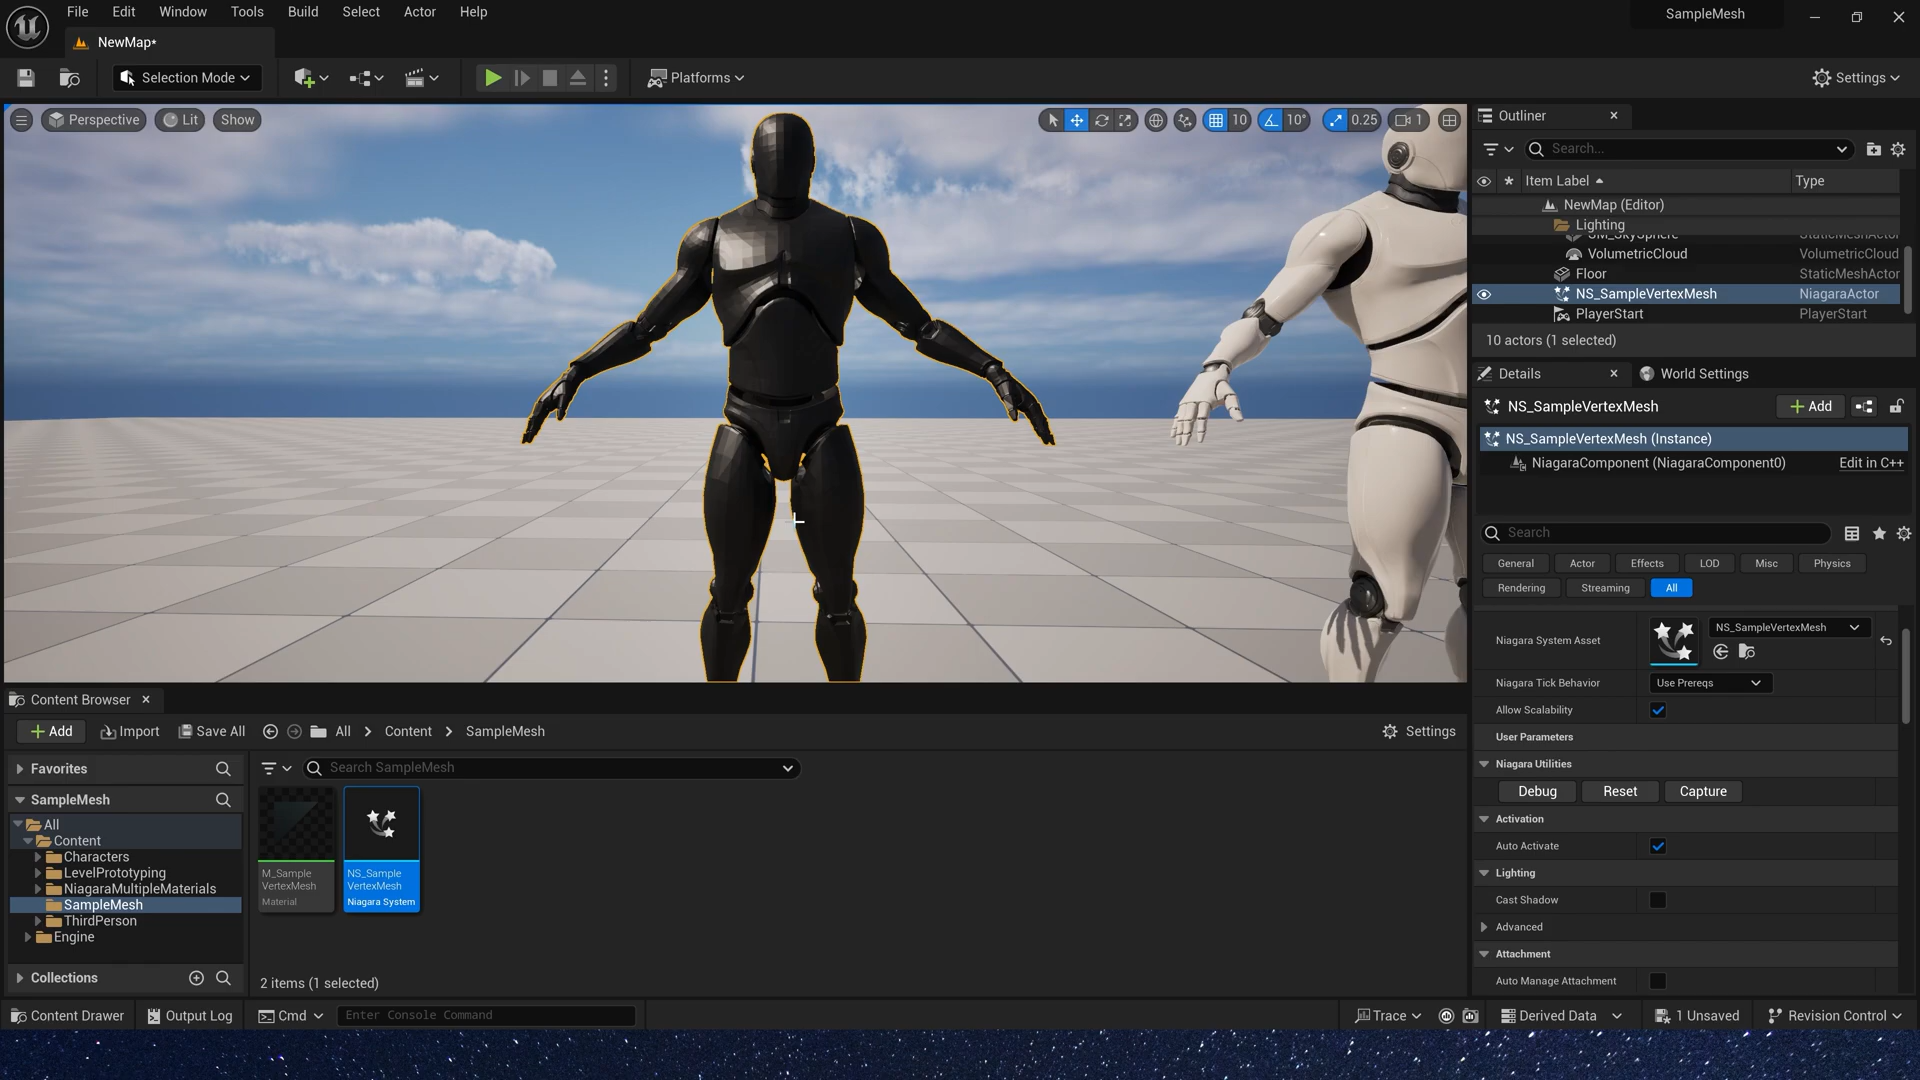 File Edit Window Tools Build Select Actor Help
SampleMesh
NewMap*
Selection Mode
Platforms
Settings
Perspective Lit Show
10 10° 0.25 1
Outliner
Search...
Item Label Type
NewMap (Editor)
Lighting
SM_SkySphere StaticMeshActor
VolumetricCloud VolumetricCloud
Floor StaticMeshActor
NS_SampleVertexMesh NiagaraActor
PlayerStart PlayerStart
10 actors (1 selected)
Details World Settings
NS_SampleVertexMesh Add
NS_SampleVertexMesh (Instance)
NiagaraComponent (NiagaraComponent0) Edit in C++
Search
General Actor Effects LOD Misc Physics
Rendering Streaming All
Niagara System Asset NS_SampleVertexMesh
Niagara Tick Behavior Use Prereqs
Allow Scalability
User Parameters
Niagara Utilities
Debug Reset Capture
Activation
Auto Activate
Lighting
Cast Shadow
Advanced
Attachment
Auto Manage Attachment
Content Browser
Add Import Save All All Content SampleMesh Settings
Favorites
Search SampleMesh
SampleMesh
All
Content
Characters
LevelPrototyping
NiagaraMultipleMaterials
SampleMesh
ThirdPerson
Engine
Collections
M_Sample
VertexMesh
Material
NS_Sample
VertexMesh
Niagara System
2 items (1 selected)
Content Drawer Output Log Cmd Enter Console Command Trace Derived Data 1 Unsaved Revision Control